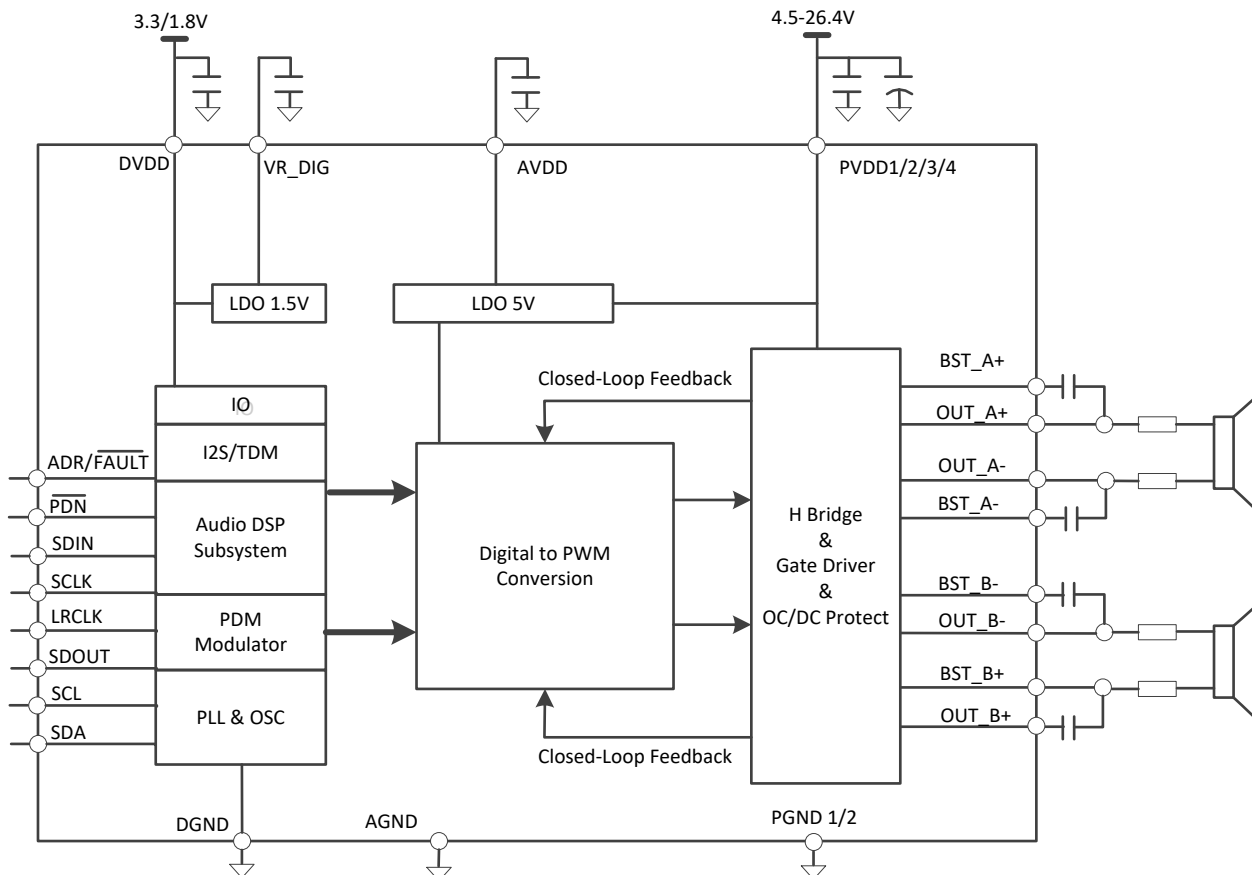 3.3/1.8V
4.5-26.4V
DVDD
VR_DIG
AVDD
PVDD1/2/3/4
LDO 1.5V
LDO 5V
IO
I2S/TDM
Audio DSP
Subsystem
PDM
Modulator
PLL & OSC
ADR/FAULT
PDN
SDIN
SCLK
LRCLK
SDOUT
SCL
SDA
Closed-Loop Feedback
Digital to PWM
Conversion
Closed-Loop Feedback
H Bridge
&
Gate Driver
&
OC/DC Protect
BST_A+
OUT_A+
OUT_A-
BST_A-
BST_B-
OUT_B-
BST_B+
OUT_B+
DGND
AGND
PGND 1/2